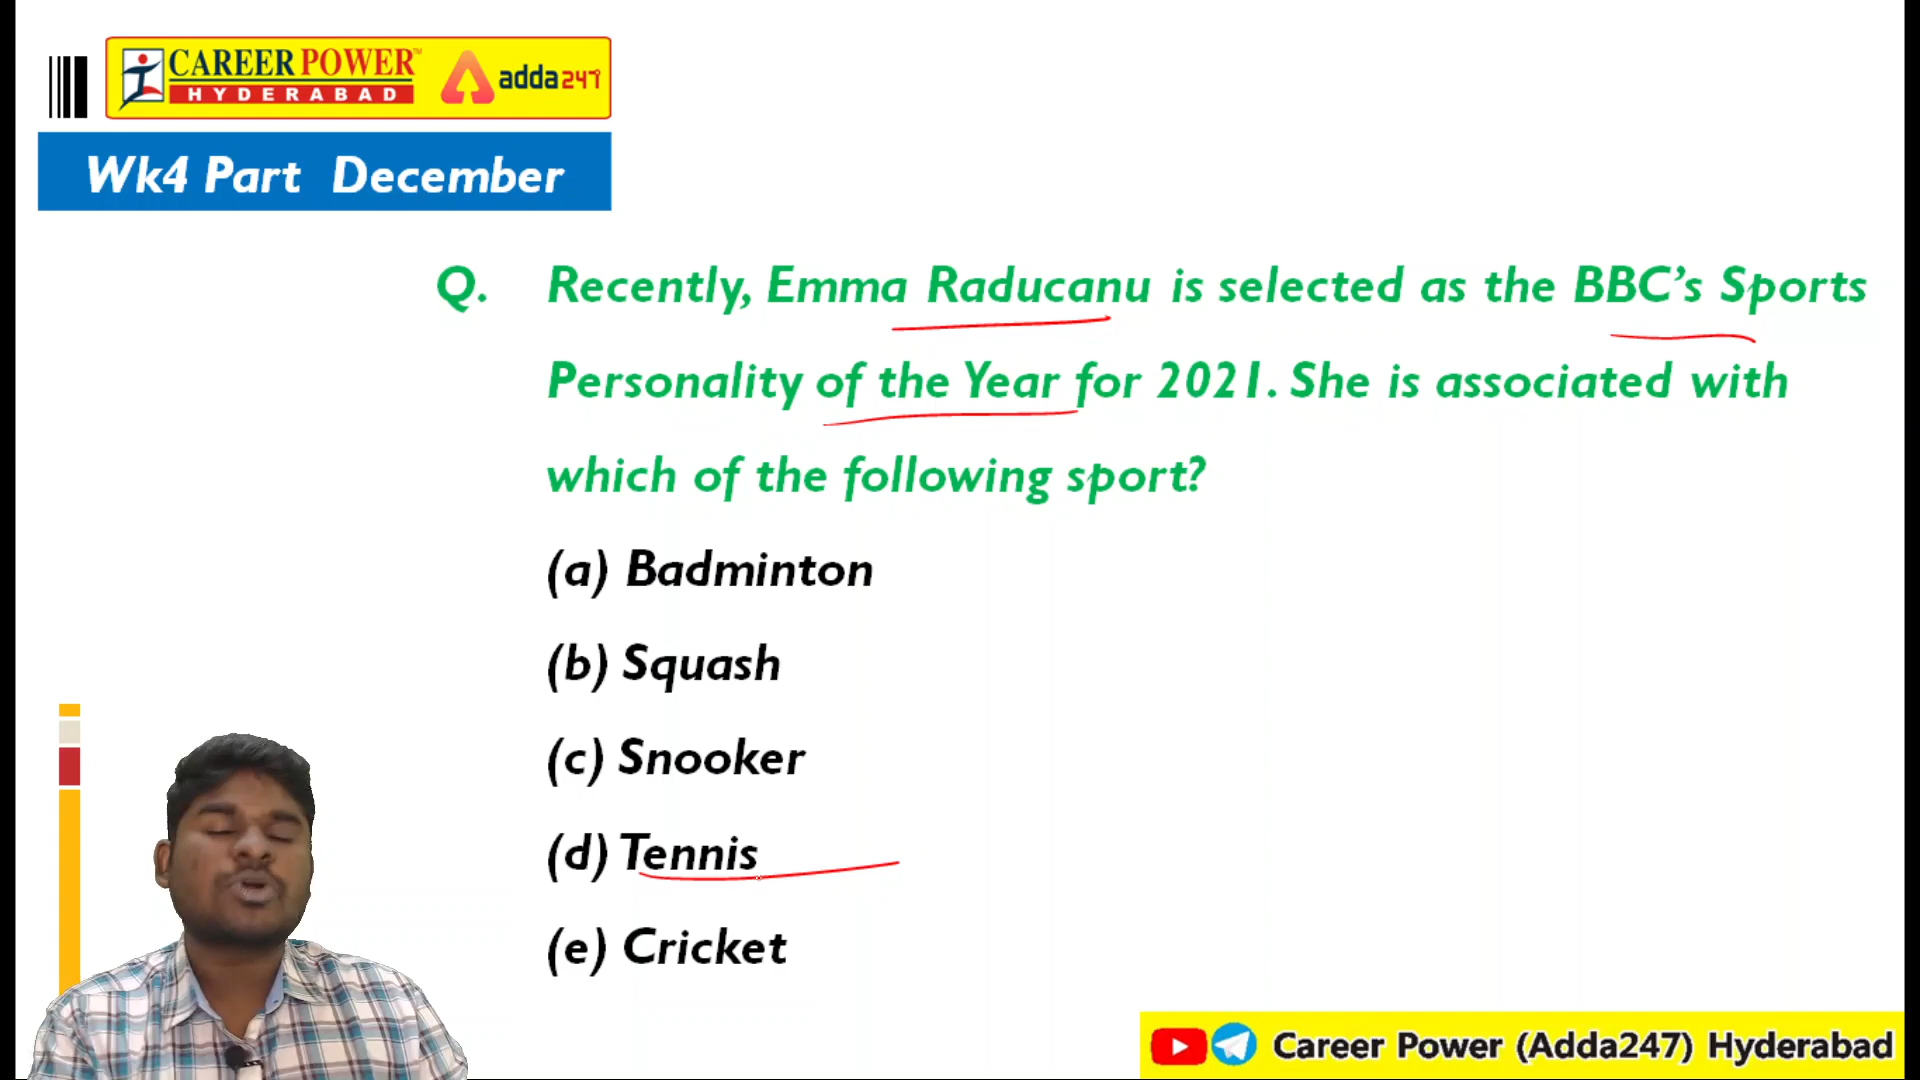 CAREER POWER™
HYDERABAD
adda247
Wk4 Part December
Q. Recently, Emma Raducanu is selected as the BBC's Sports
Personality of the Year for 2021. She is associated with
which of the following sport?
(a) Badminton
(b) Squash
(c) Snooker
(d) Tennis
(e) Cricket
Career Power (Adda247) Hyderabad